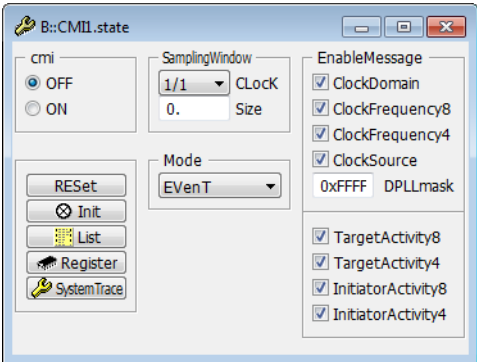 B::CMI1.state
cmi
OFF
ON
RESet
Init
List
Register
SystemTrace
SamplingWindow
1/1 CLocK
0. Size
Mode
EVenT
EnableMessage
ClockDomain
ClockFrequency8
ClockFrequency4
ClockSource
0xFFFF DPLLmask
TargetActivity8
TargetActivity4
InitiatorActivity8
InitiatorActivity4